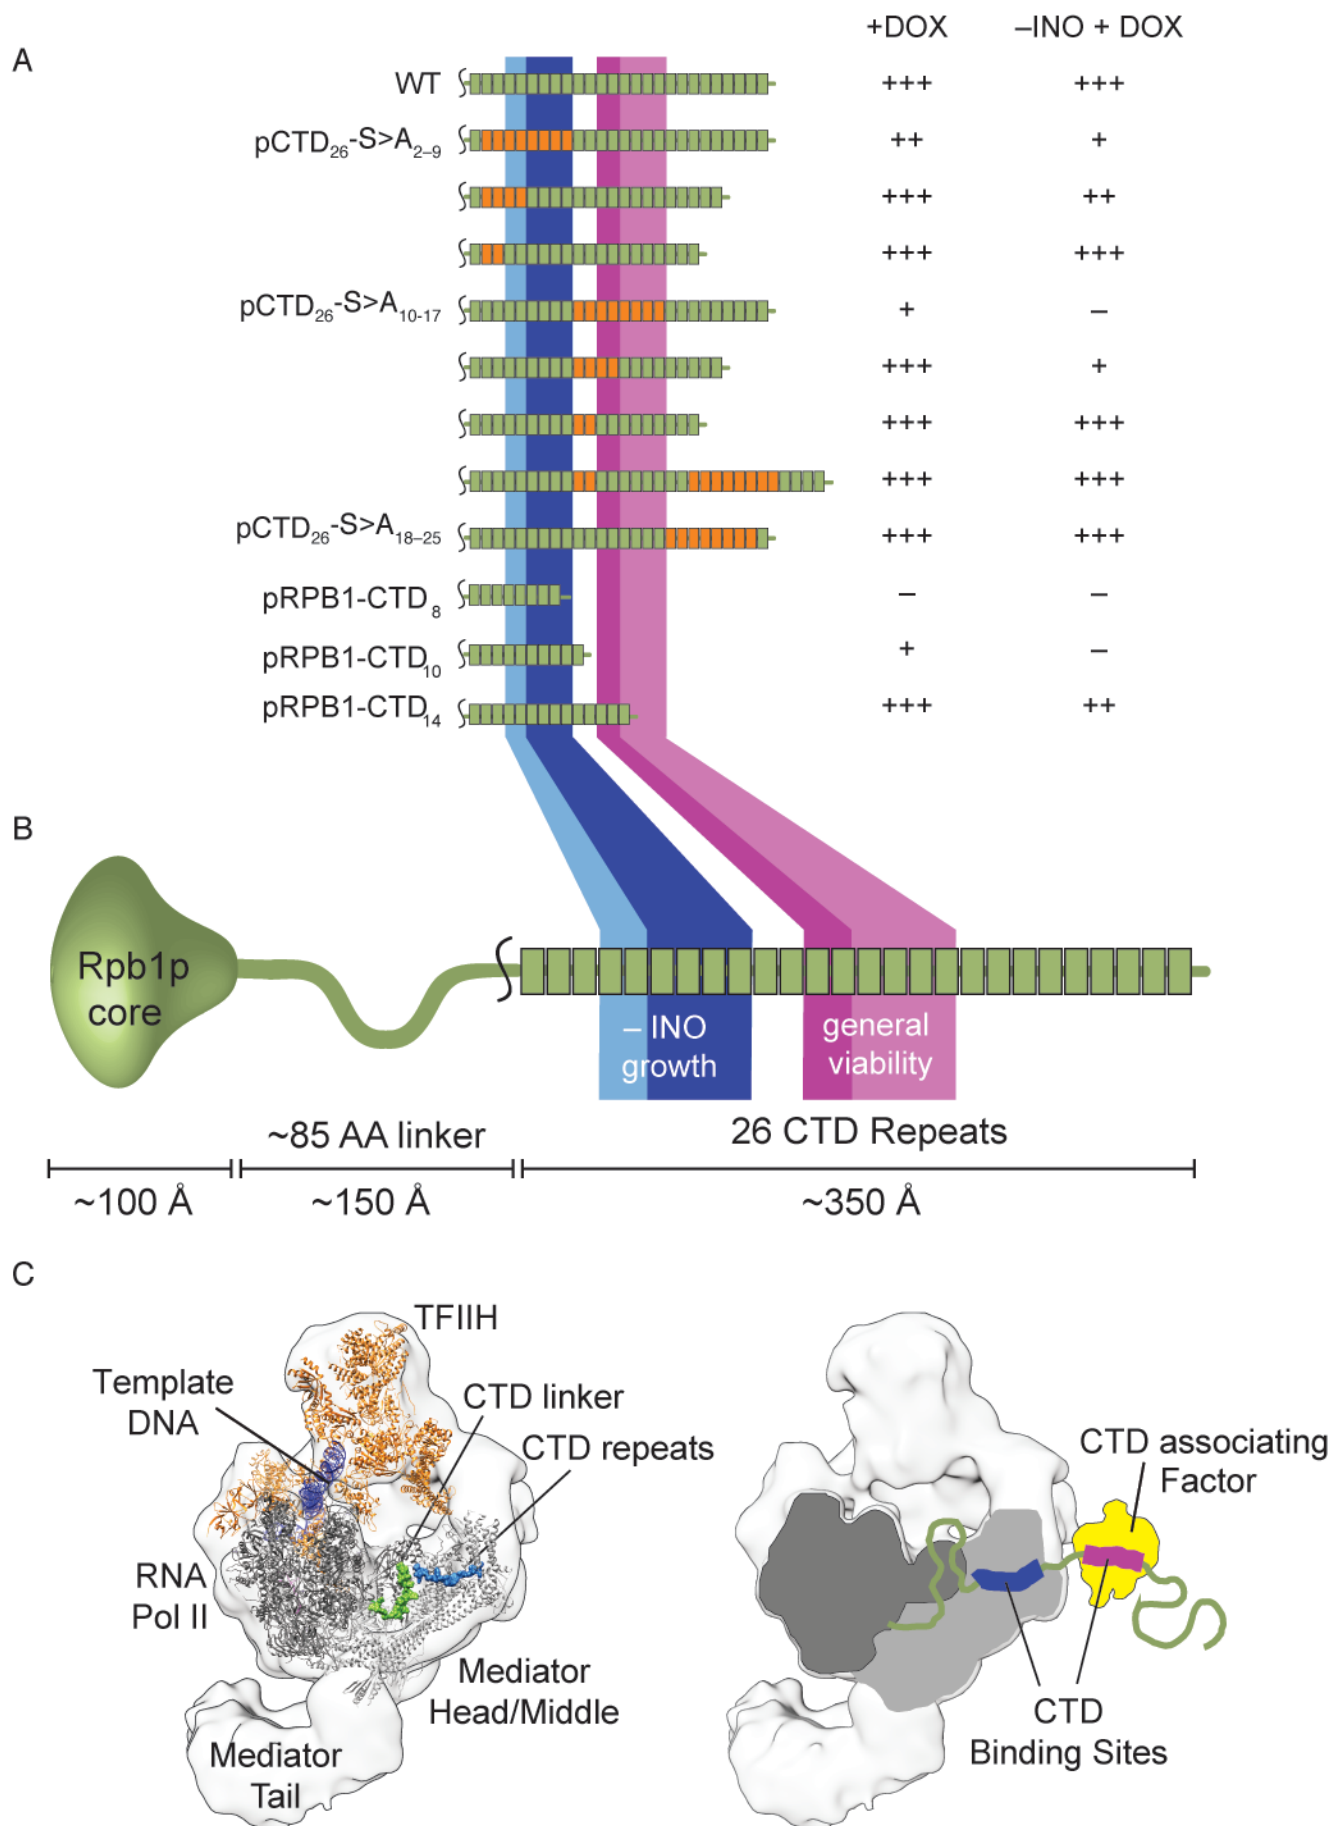 A
+DOX –INO + DOX
WT +++ +++
pCTD26-S>A2–9 ++ +
+++ ++
+++ +++
pCTD26-S>A10-17 + –
+++ +
+++ +++
+++ +++
pCTD26-S>A18–25 +++ +++
pRPB1-CTD8 – –
pRPB1-CTD10 + –
pRPB1-CTD14 +++ ++
B
Rpb1p
core
– INO
growth
general
viability
~85 AA linker
26 CTD Repeats
~100 Å
~150 Å
~350 Å
C
TFIIH
Template
DNA
CTD linker
CTD repeats
RNA
Pol II
Mediator
Head/Middle
Mediator
Tail
CTD associating
Factor
CTD
Binding Sites